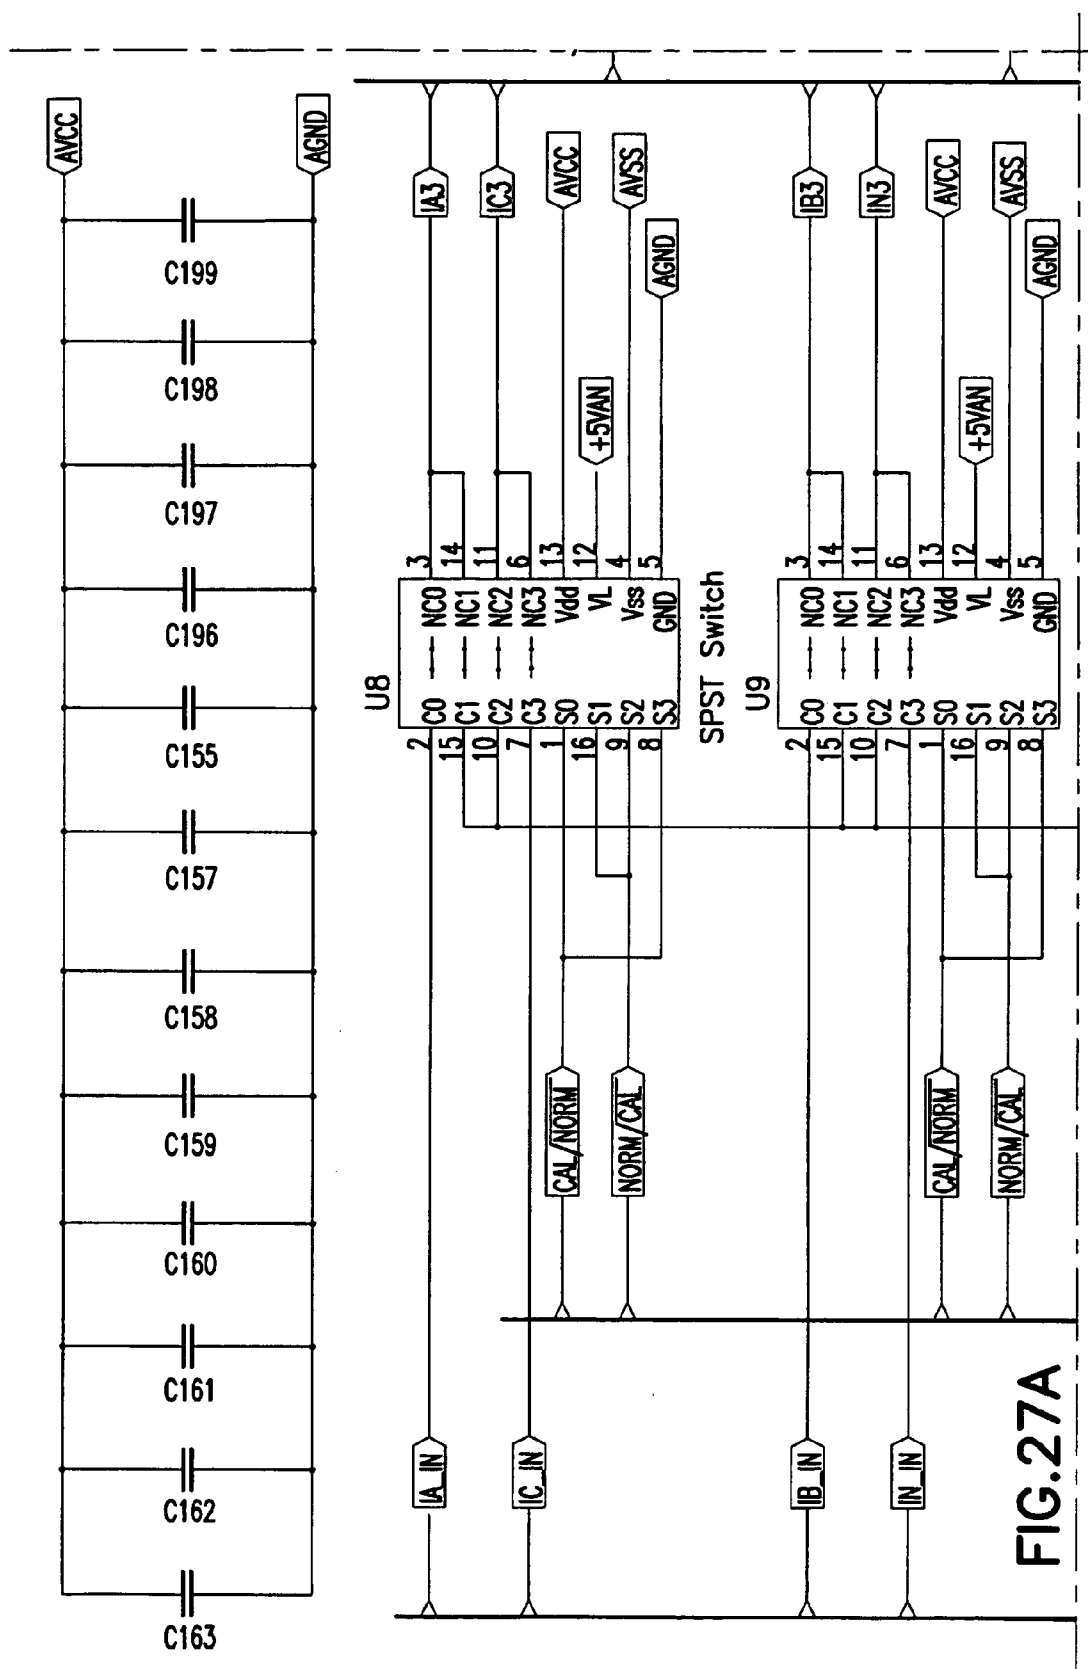 AVCC
AGND
C199
C198
C197
C196
C155
C157
C158
C159
C160
C161
C162
C163
IA3
IC3
AVCC
AVSS
AGND
+5VAN
3
14
11
6
13
12
4
5
U8
C0 NC0
C1 NC1
C2 NC2
C3 NC3
S0 Vdd
S1 VL
S2 Vss
S3 GND
2
15
10
7
1
16
9
8
SPST Switch
CAL/NORM
NORM/CAL
IA_IN
IC_IN
IB3
IN3
AVCC
AVSS
AGND
+5VAN
3
14
11
6
13
12
4
5
U9
C0 NC0
C1 NC1
C2 NC2
C3 NC3
S0 Vdd
S1 VL
S2 Vss
S3 GND
2
15
10
7
1
16
9
8
CAL/NORM
NORM/CAL
IB_IN
IN_IN
FIG.27A